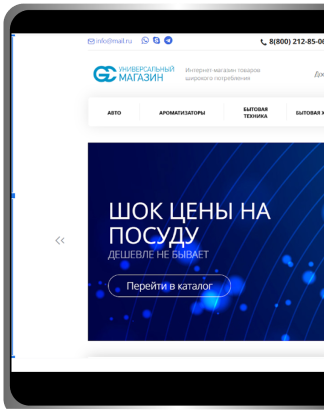 info@mail.ru
8(800) 212-85-06
УНИВЕРСАЛЬНЫЙ
МАГАЗИН
Интернет-магазин товаров
широкого потребления
АВТО
АРОМАТИЗАТОРЫ
БЫТОВАЯ
ТЕХНИКА
БЫТОВАЯ
ШОК ЦЕНЫ НА
ПОСУДУ
ДЕШЕВЛЕ НЕ БЫВАЕТ
Перейти в каталог